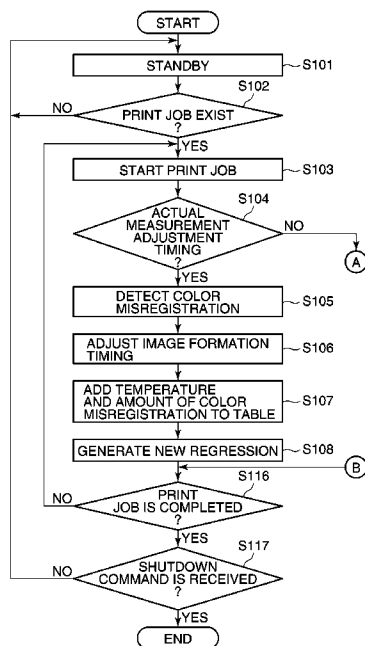 START
STANDBY
S101
S102
NO
PRINT JOB EXIST
?
YES
START PRINT JOB
S103
S104
ACTUAL
MEASUREMENT
ADJUSTMENT
TIMING
?
NO
A
YES
DETECT COLOR
MISREGISTRATION
S105
ADJUST IMAGE FORMATION
TIMING
S106
ADD TEMPERATURE
AND AMOUNT OF COLOR
MISREGISTRATION TO TABLE
S107
GENERATE NEW REGRESSION
S108
B
S116
NO
PRINT
JOB IS COMPLETED
?
YES
S117
NO
SHUTDOWN
COMMAND IS RECEIVED
?
YES
END